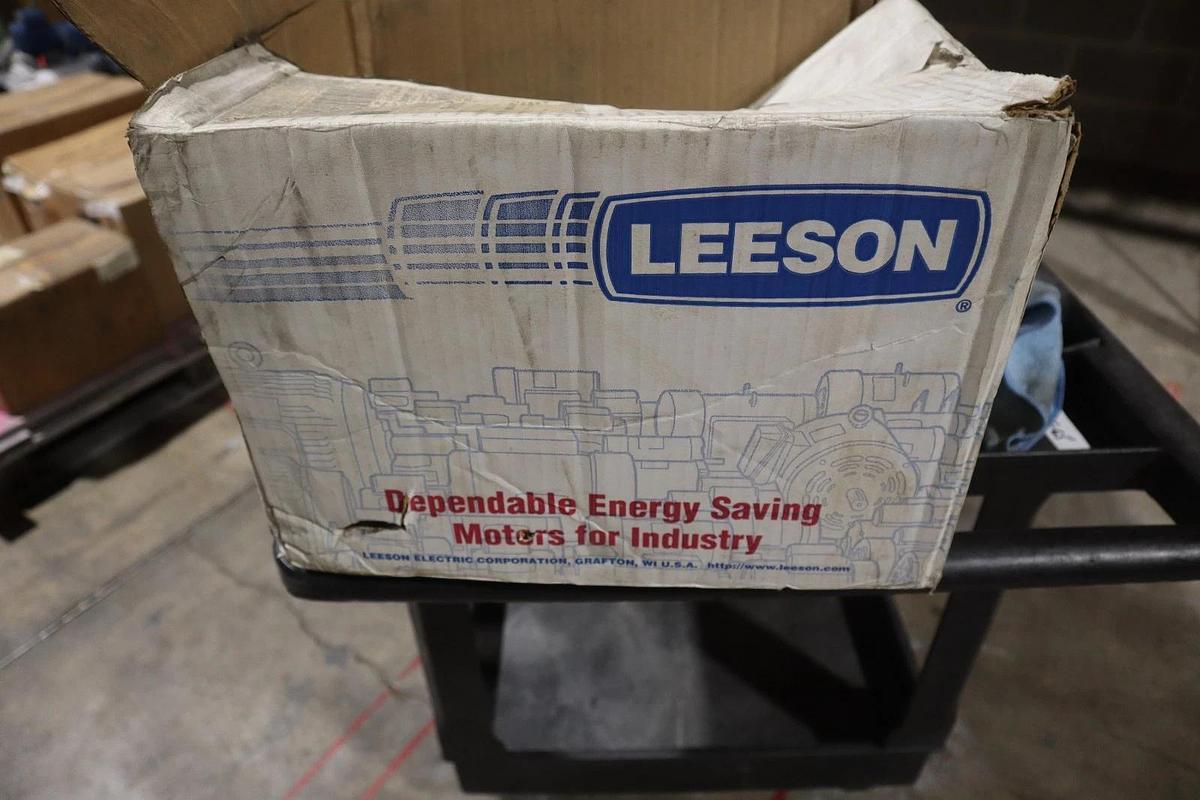 LEESON
®
Dependable Energy Saving
Motors for Industry
LEESON ELECTRIC CORPORATION, GRAFTON, WI U.S.A. http://www.leeson.com